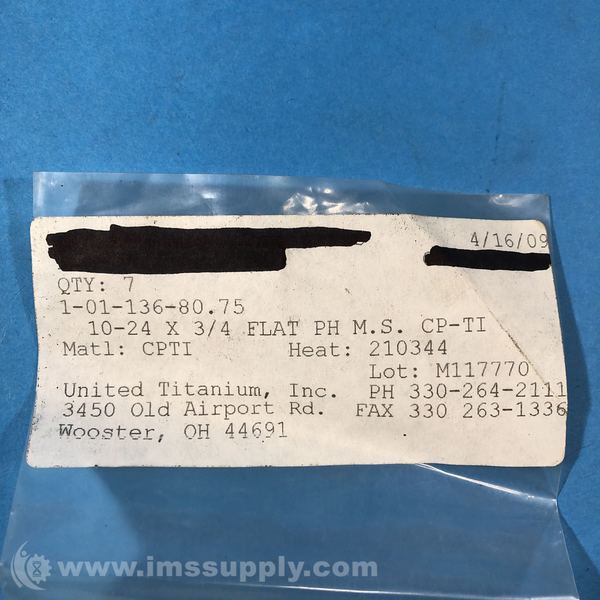 4/16/09
QTY: 7
1-01-136-80.75
10-24 X 3/4 FLAT PH M.S. CP-TI
Matl: CPTI Heat: 210344
Lot: M117770
United Titanium, Inc. PH 330-264-2111
3450 Old Airport Rd. FAX 330 263-1336
Wooster, OH 44691
www.imssupply.com